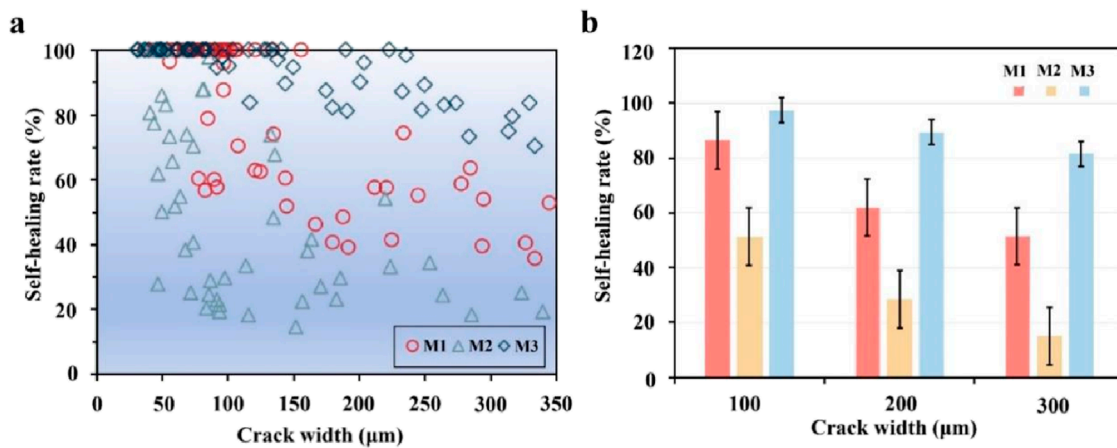 a
Self-healing rate (%)
100
80
60
40
20
0
M1 M2 M3
0 50 100 150 200 250 300 350
Crack width (μm)
b
Self-healing rate (%)
120
100
80
60
40
20
0
M1 M2 M3
100 200 300
Crack width (μm)